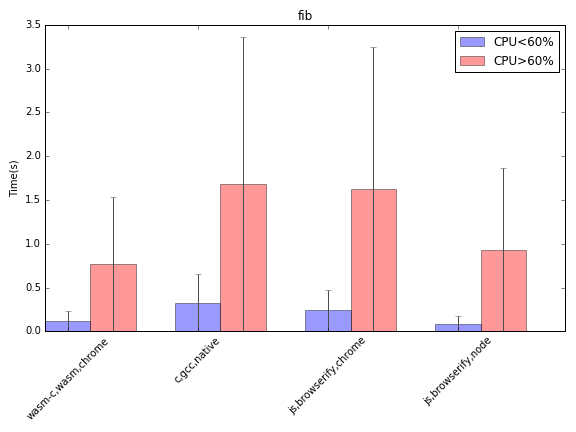 fib
CPU<60%
CPU>60%
Time(s)
3.5
3.0
2.5
2.0
1.5
1.0
0.5
0.0
wasm-c,wasm,chrome
c,gcc,native
js,browserify,chrome
js,browserify,node